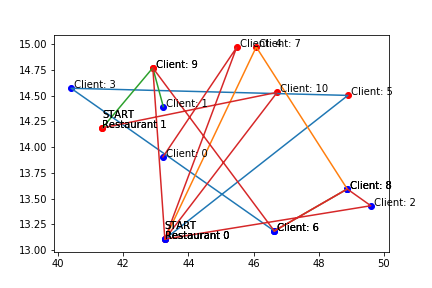 15.00
14.75
14.50
14.25
14.00
13.75
13.50
13.25
13.00
40
42
44
46
48
50
Client: 4
Client: 7
Client: 9
Client: 3
Client: 10
Client: 5
Client: 1
START
Restaurant 1
Client: 0
Client: 8
Client: 2
START
Restaurant 0
Client: 6